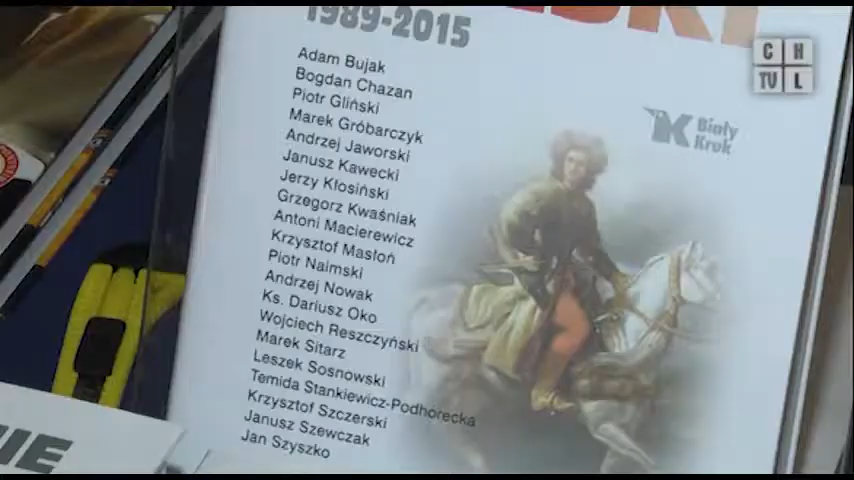 1989-2015
Adam Bujak
Bogdan Chazan
Piotr Gliński
Marek Gróbarczyk
Andrzej Jaworski
Janusz Kawecki
Jerzy Kłosiński
Grzegorz Kwaśniak
Antoni Macierewicz
Krzysztof Masłoń
Piotr Naimski
Andrzej Nowak
Ks. Dariusz Oko
Wojciech Reszczyński
Marek Sitarz
Leszek Sosnowski
Temida Stankiewicz-Podhorecka
Krzysztof Szczerski
Janusz Szewczak
Jan Szyszko
Biały
Kruk
CH
TV L